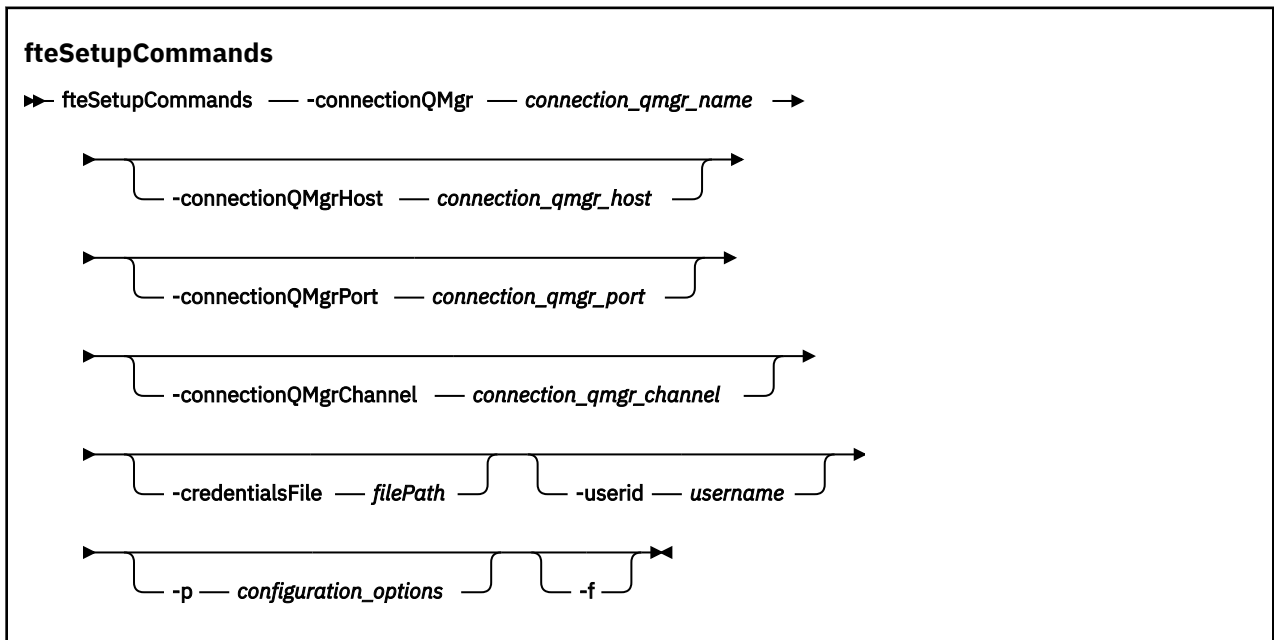 fteSetupCommands
fteSetupCommands -connectionQMgr connection_qmgr_name
-connectionQMgrHost connection_qmgr_host
-connectionQMgrPort connection_qmgr_port
-connectionQMgrChannel connection_qmgr_channel
-credentialsFile filePath -userid username
-p configuration_options -f